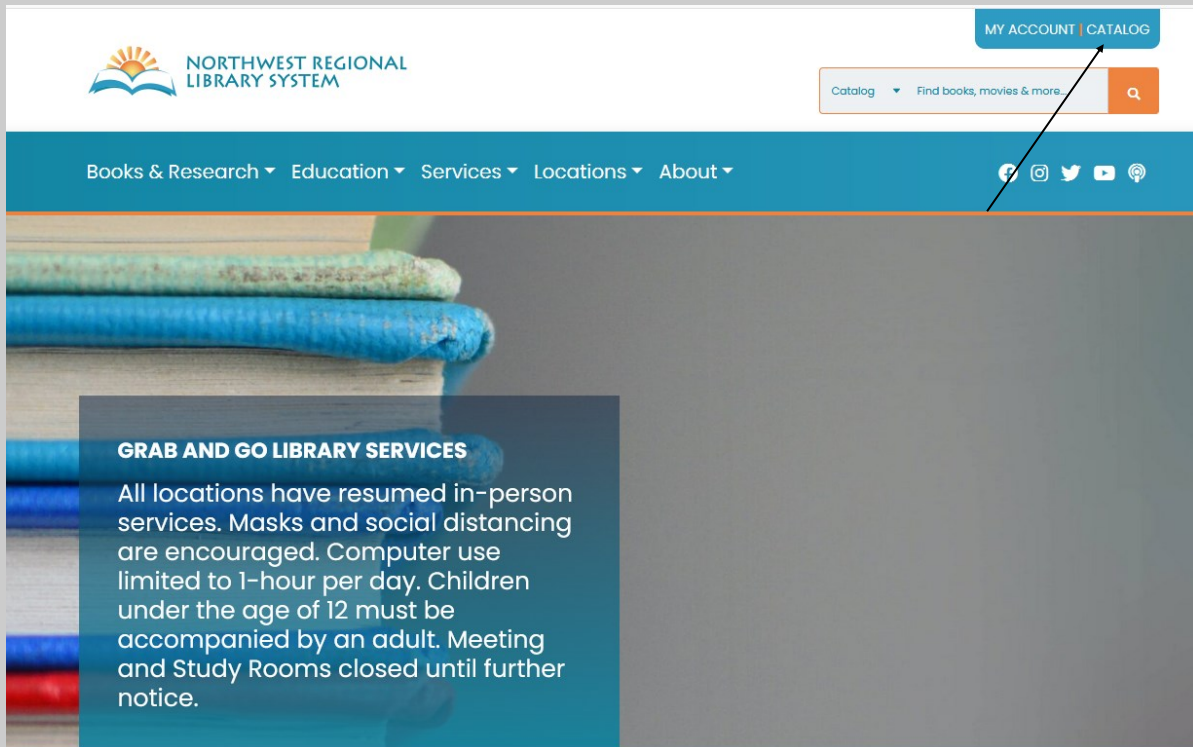 MY ACCOUNT | CATALOG
NORTHWEST REGIONAL
LIBRARY SYSTEM
Catalog Find books, movies & more...
Books & Research Education Services Locations About
GRAB AND GO LIBRARY SERVICES
All locations have resumed in-person
services. Masks and social distancing
are encouraged. Computer use
limited to 1-hour per day. Children
under the age of 12 must be
accompanied by an adult. Meeting
and Study Rooms closed until further
notice.